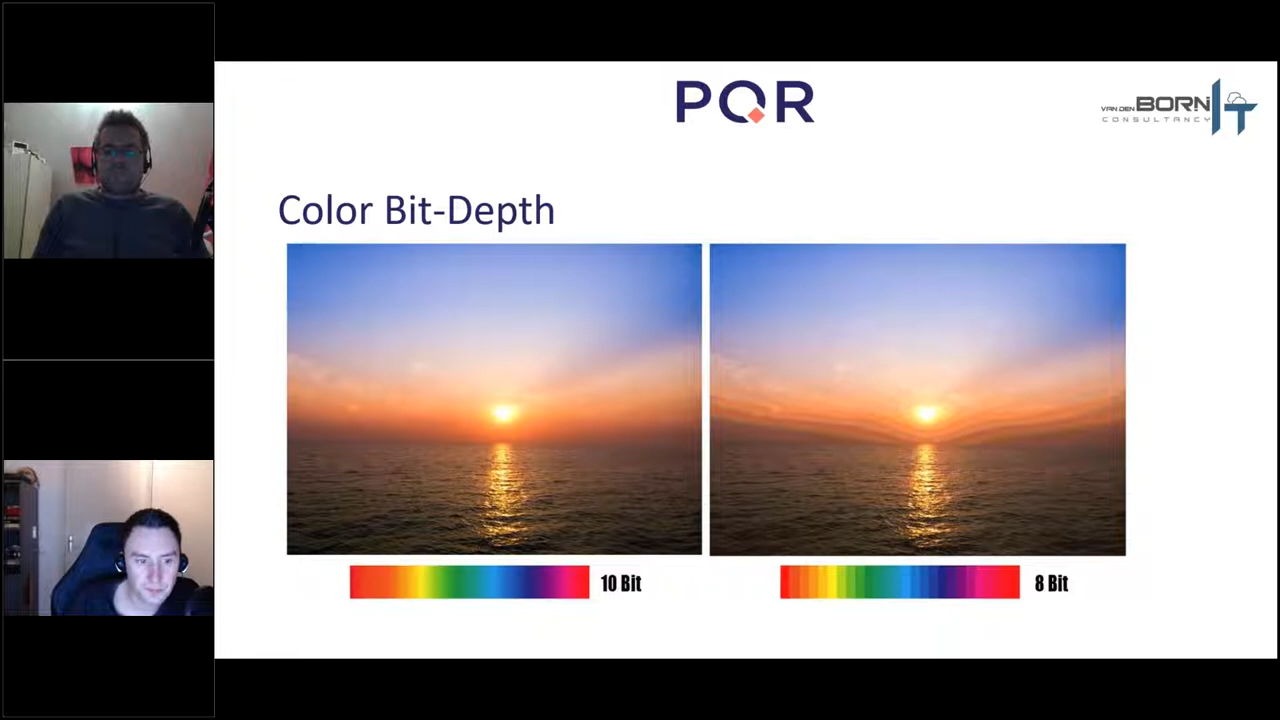 PQR
VAN DEN BORN IT
CONSULTANCY
Color Bit-Depth
10 Bit
8 Bit